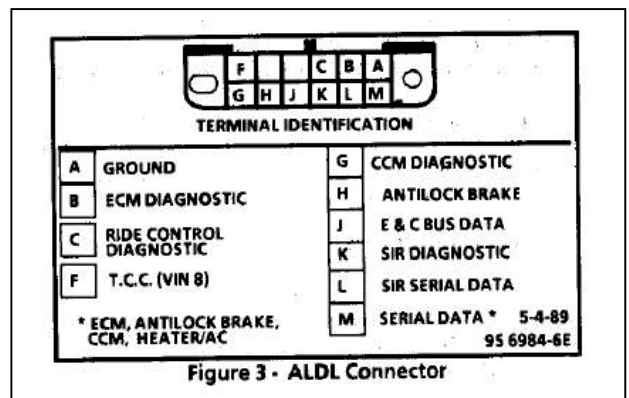 F C B A
G H J K L M
TERMINAL IDENTIFICATION
A GROUND
B ECM DIAGNOSTIC
C RIDE CONTROL
DIAGNOSTIC
F T.C.C. (VIN 8)
* ECM, ANTILOCK BRAKE,
CCM, HEATER/AC
G CCM DIAGNOSTIC
H ANTILOCK BRAKE
J E & C BUS DATA
K SIR DIAGNOSTIC
L SIR SERIAL DATA
M SERIAL DATA * 5-4-89
9S 6984-6E
Figure 3 - ALDL Connector